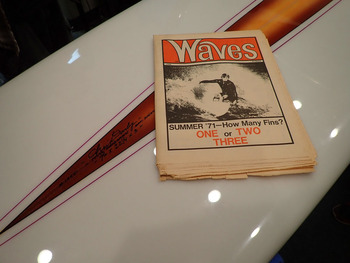 Waves
SUMMER '71—How Many Fins?
ONE or TWO
THREE